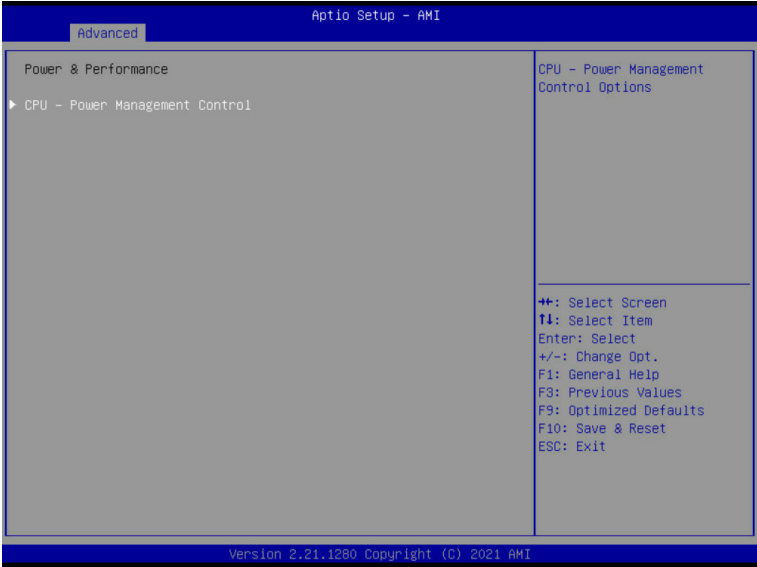 Aptio Setup – AMI
Advanced
Power & Performance
CPU – Power Management Control
CPU – Power Management
Control Options
→←: Select Screen
↑↓: Select Item
Enter: Select
+/-: Change Opt.
F1: General Help
F3: Previous Values
F9: Optimized Defaults
F10: Save & Reset
ESC: Exit
Version 2.21.1280 Copyright (C) 2021 AMI